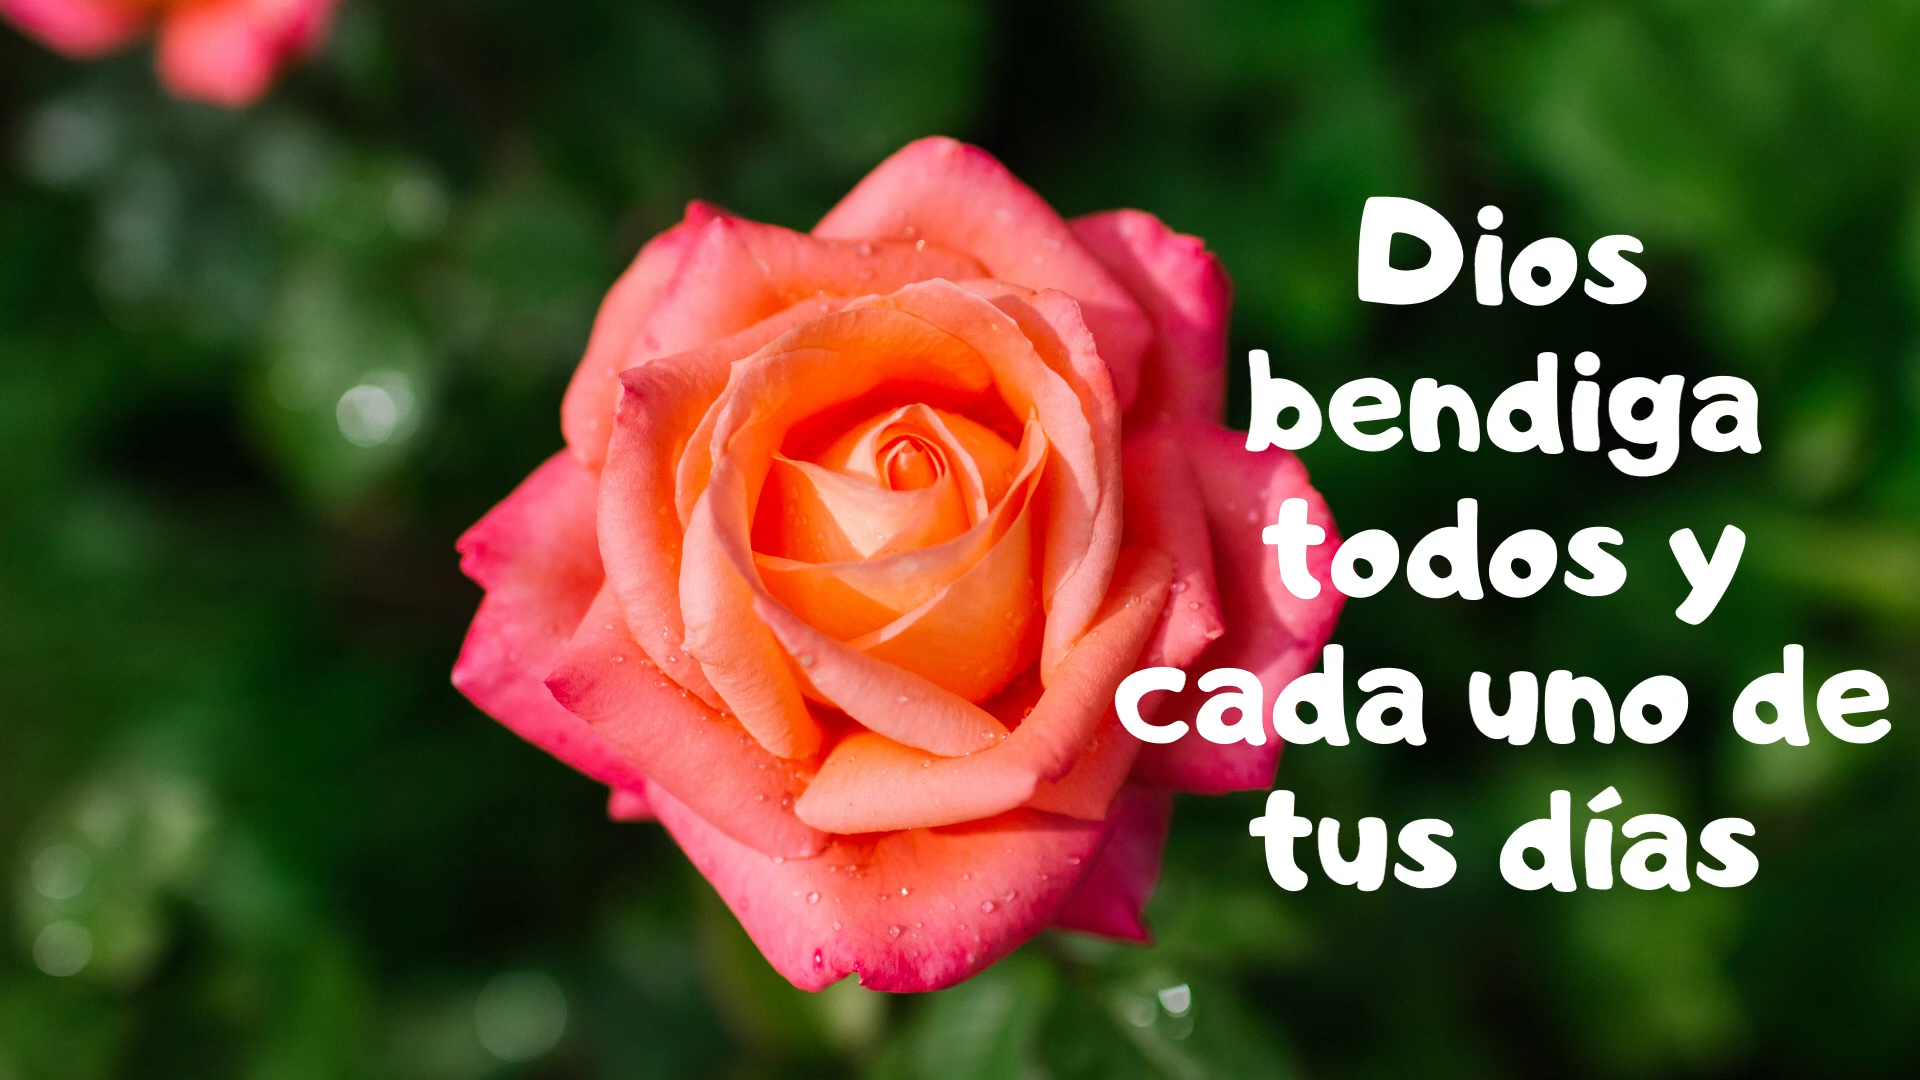 Dios
bendiga
todos y
cada uno de
tus días